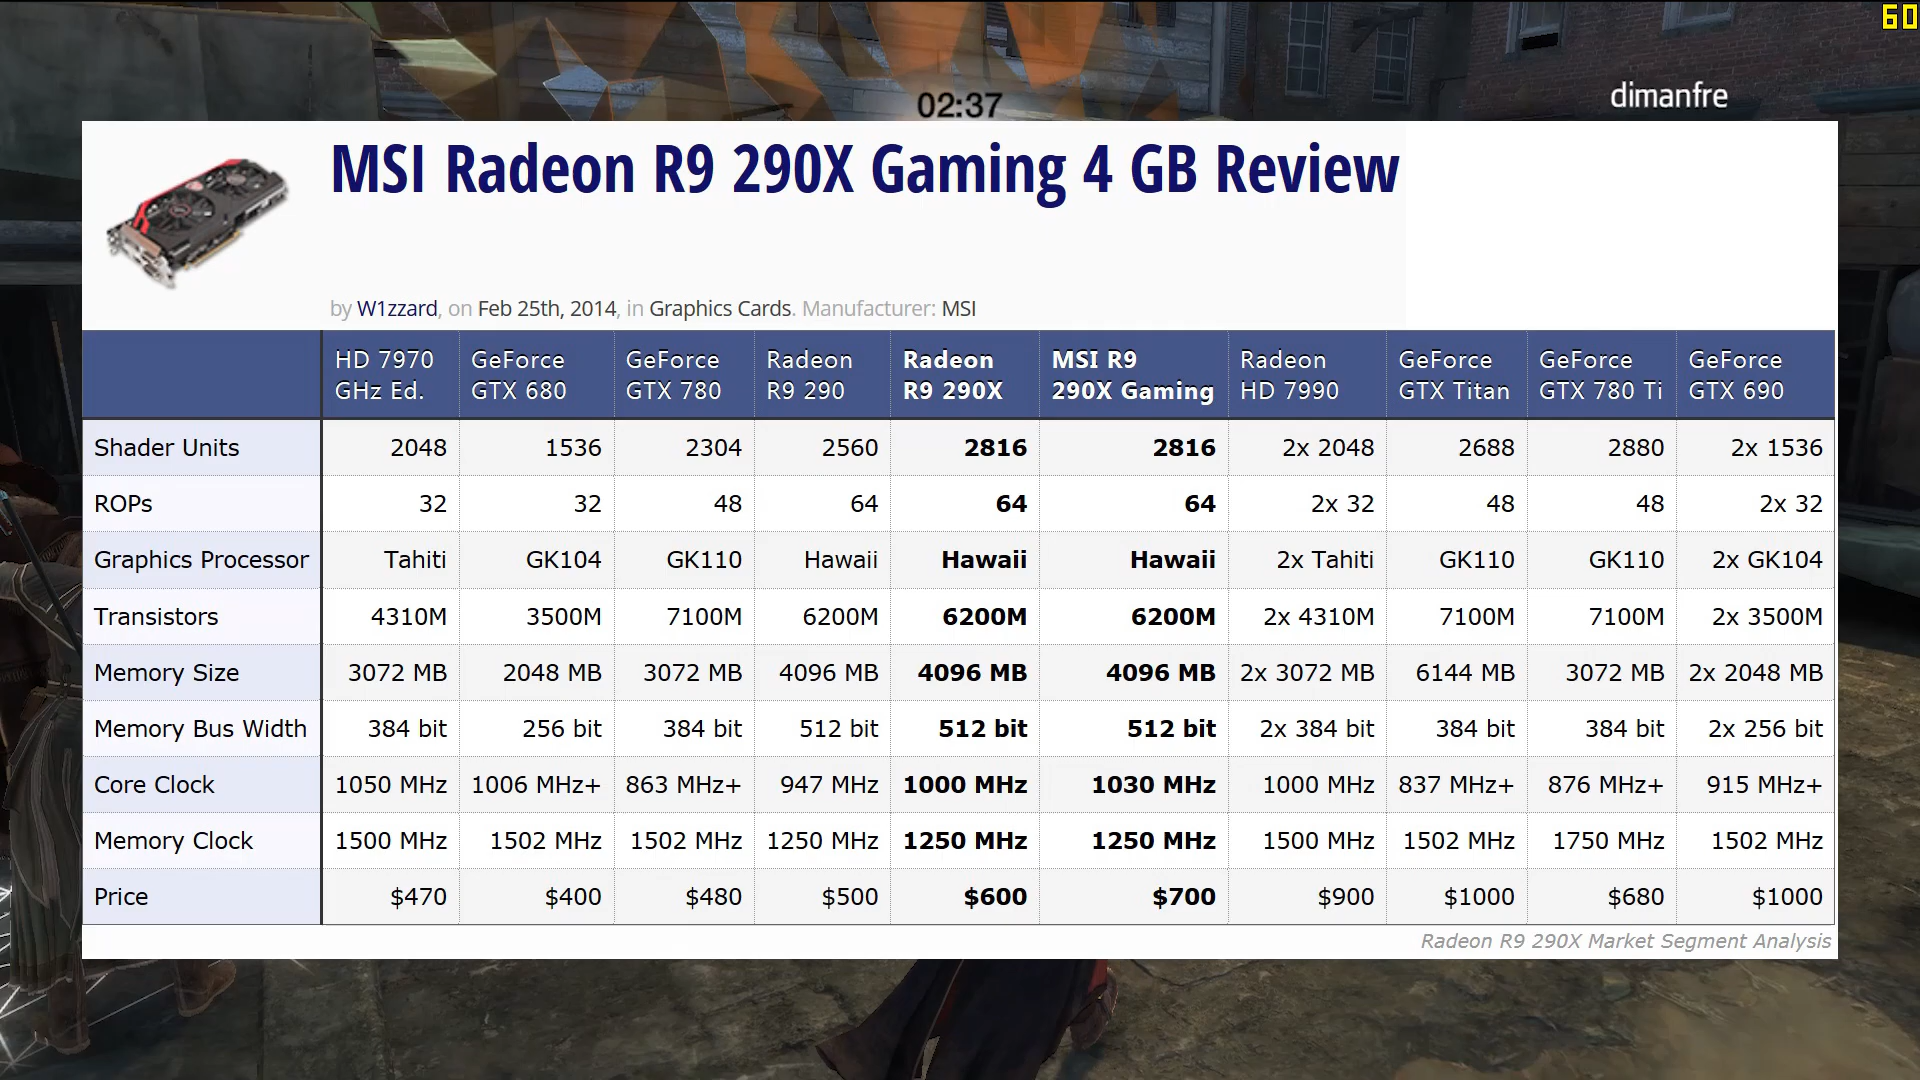 60
dimanfre
02:37
MSI Radeon R9 290X Gaming 4 GB Review
by W1zzard, on Feb 25th, 2014, in Graphics Cards. Manufacturer: MSI
HD 7970 GHz Ed. GeForce GTX 680 GeForce GTX 780 Radeon R9 290 Radeon R9 290X MSI R9 290X Gaming Radeon HD 7990 GeForce GTX Titan GeForce GTX 780 Ti GeForce GTX 690
Shader Units 2048 1536 2304 2560 2816 2816 2x 2048 2688 2880 2x 1536
ROPs 32 32 48 64 64 64 2x 32 48 48 2x 32
Graphics Processor Tahiti GK104 GK110 Hawaii Hawaii Hawaii 2x Tahiti GK110 GK110 2x GK104
Transistors 4310M 3500M 7100M 6200M 6200M 6200M 2x 4310M 7100M 7100M 2x 3500M
Memory Size 3072 MB 2048 MB 3072 MB 4096 MB 4096 MB 4096 MB 2x 3072 MB 6144 MB 3072 MB 2x 2048 MB
Memory Bus Width 384 bit 256 bit 384 bit 512 bit 512 bit 512 bit 2x 384 bit 384 bit 384 bit 2x 256 bit
Core Clock 1050 MHz 1006 MHz+ 863 MHz+ 947 MHz 1000 MHz 1030 MHz 1000 MHz 837 MHz+ 876 MHz+ 915 MHz+
Memory Clock 1500 MHz 1502 MHz 1502 MHz 1250 MHz 1250 MHz 1250 MHz 1500 MHz 1502 MHz 1750 MHz 1502 MHz
Price $470 $400 $480 $500 $600 $700 $900 $1000 $680 $1000
Radeon R9 290X Market Segment Analysis